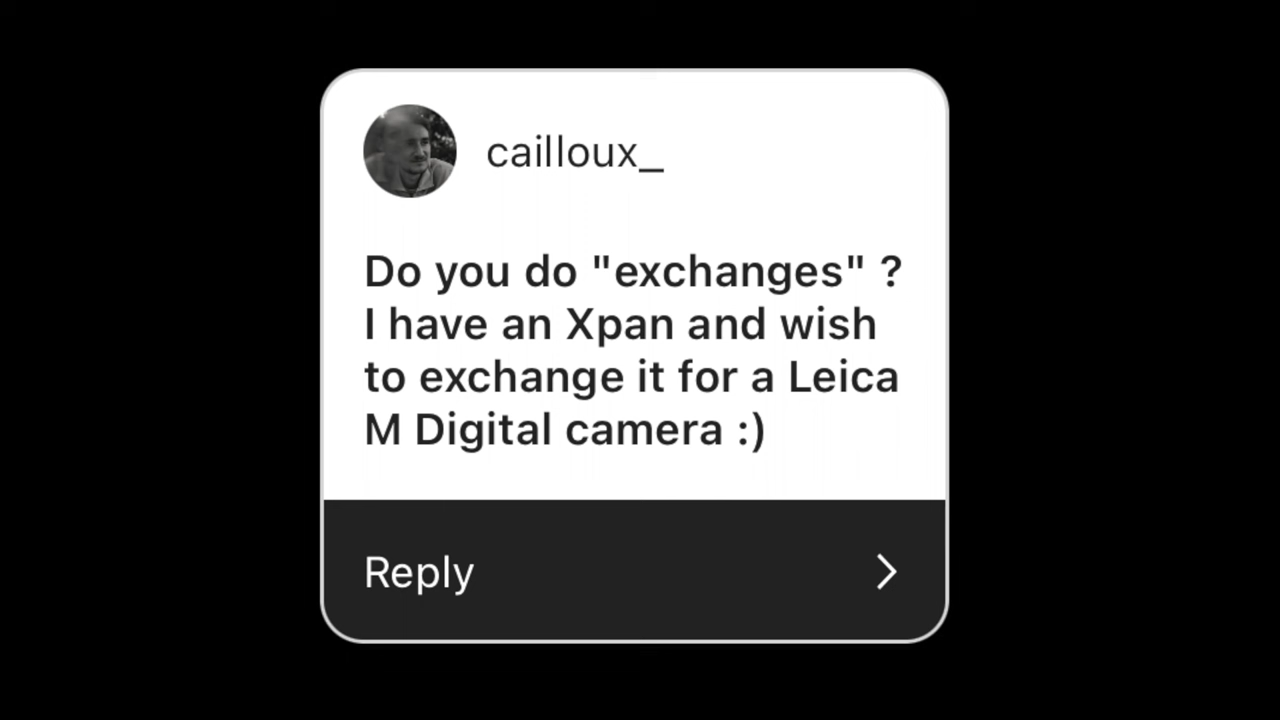 cailloux_
Do you do "exchanges" ?
I have an Xpan and wish
to exchange it for a Leica
M Digital camera :)
Reply